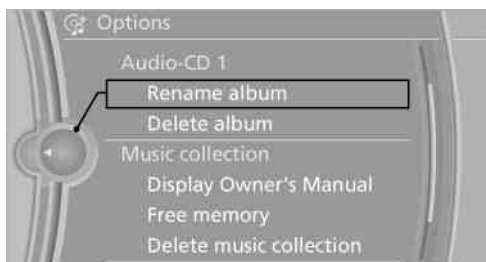 Options
Audio-CD 1
Rename album
Delete album
Music collection
Display Owner's Manual
Free memory
Delete music collection